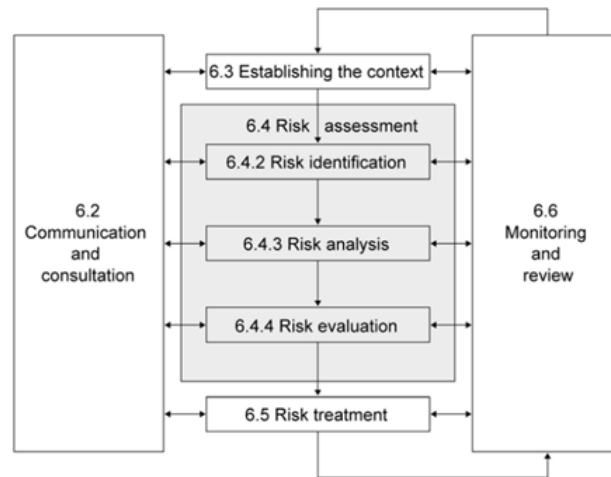 6.3 Establishing the context
6.4 Risk assessment
6.4.2 Risk identification
6.2
Communication
and
consultation
6.4.3 Risk analysis
6.6
Monitoring
and
review
6.4.4 Risk evaluation
6.5 Risk treatment